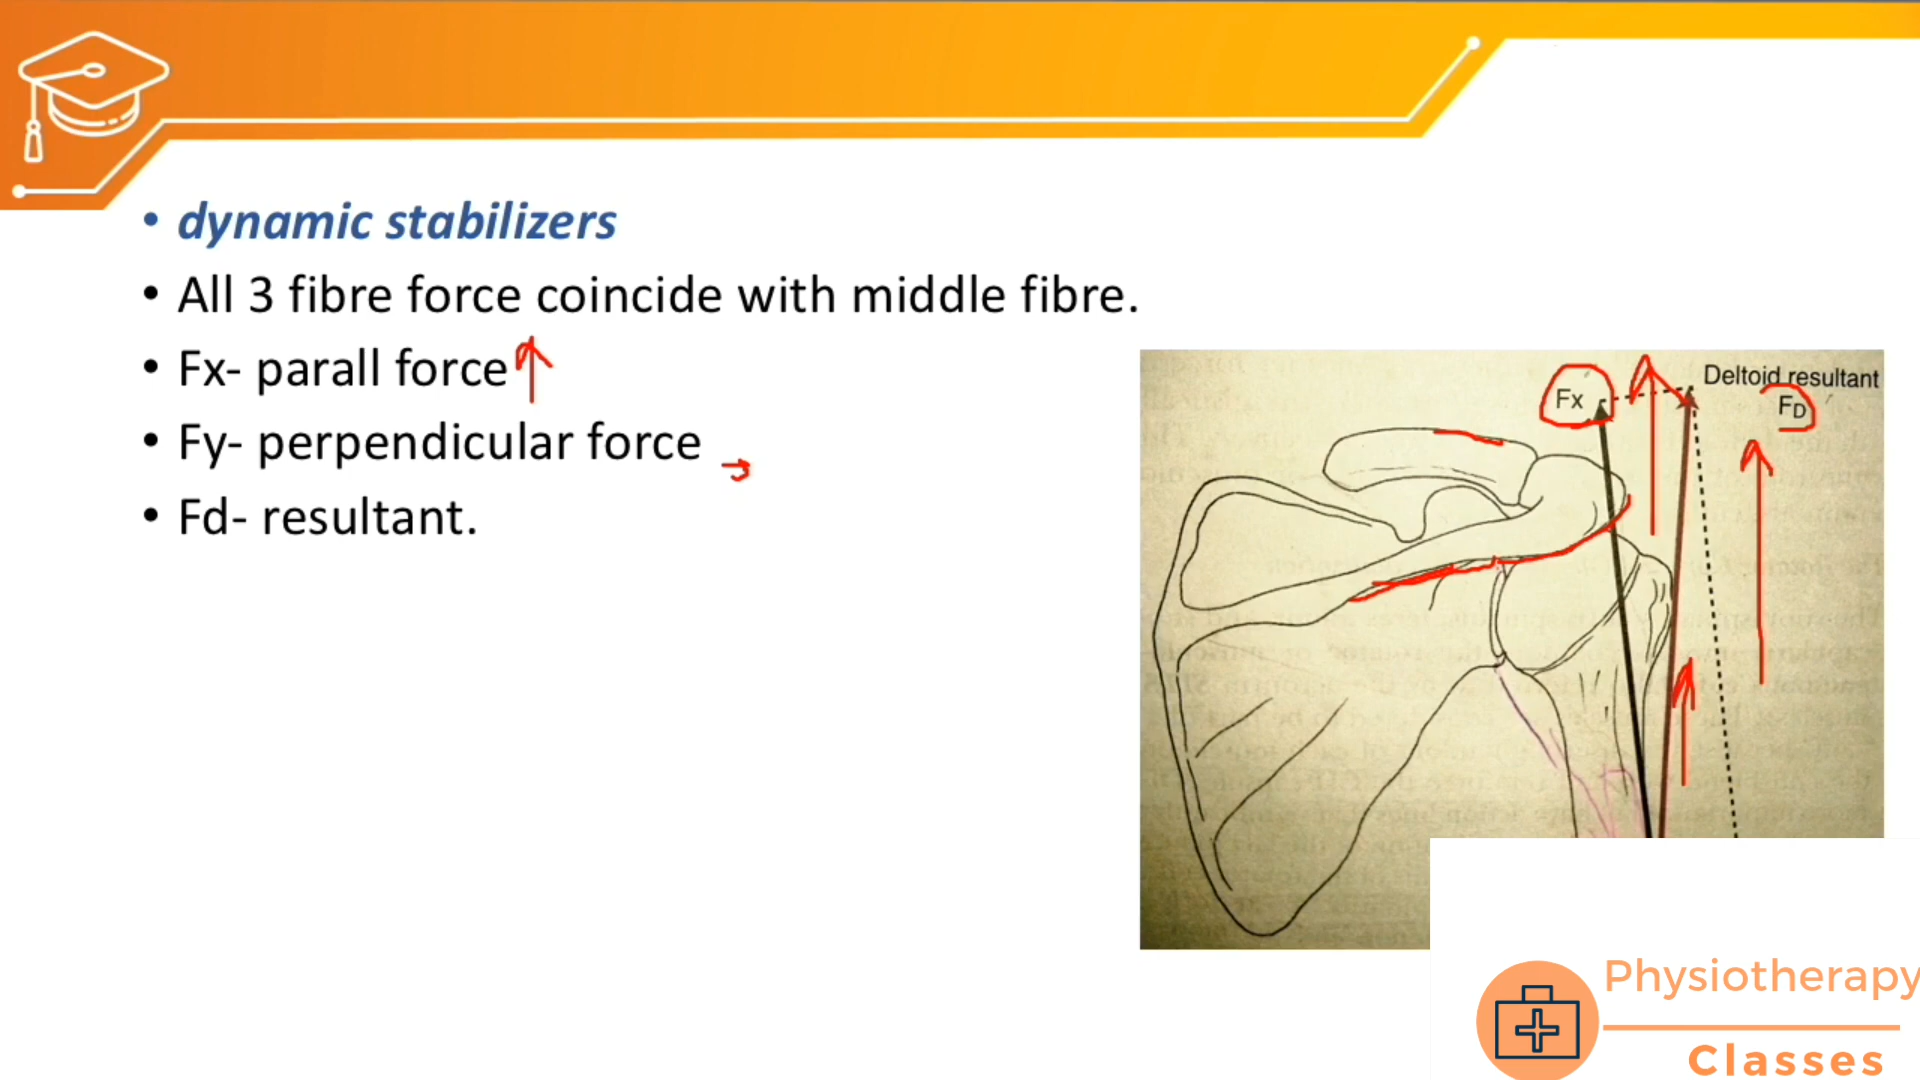 • dynamic stabilizers
• All 3 fibre force coincide with middle fibre.
• Fx- parall force
• Fy- perpendicular force
• Fd- resultant.
Deltoid resultant
Fx
FD
Physiotherapy
Classes